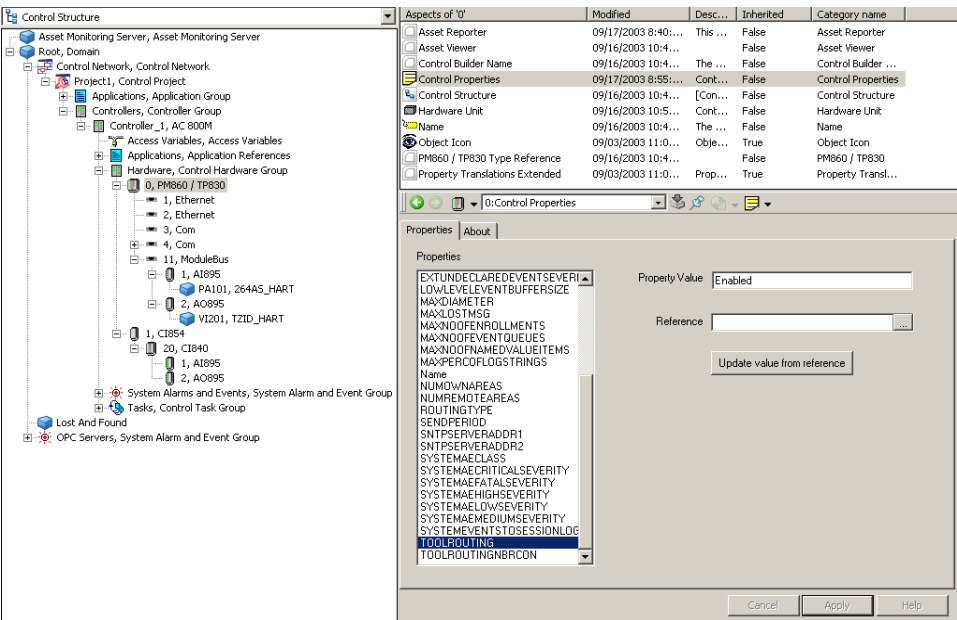 Control Structure
Asset Monitoring Server, Asset Monitoring Server
Root, Domain
Control Network, Control Network
Project1, Control Project
Applications, Application Group
Controllers, Controller Group
Controller_1, AC 800M
Access Variables, Access Variables
Applications, Application References
Hardware, Control Hardware Group
0, PM860 / TP830
1, Ethernet
2, Ethernet
3, Com
4, Com
11, ModuleBus
1, AI895
PA101, 264AS_HART
2, AO895
VI201, TZID_HART
1, CI854
20, CI840
1, AI895
2, AO895
System Alarms and Events, System Alarm and Event Group
Tasks, Control Task Group
Lost And Found
OPC Servers, System Alarm and Event Group
Aspects of '0' Modified Desc... Inherited Category name
Asset Reporter 09/17/2003 8:40:... This ... False Asset Reporter
Asset Viewer 09/16/2003 10:4... False Asset Viewer
Control Builder Name 09/16/2003 10:4... The ... False Control Builder ...
Control Properties 09/17/2003 8:55:... Cont... False Control Properties
Control Structure 09/16/2003 10:4... [Con... False Control Structure
Hardware Unit 09/16/2003 10:5... Cont... False Hardware Unit
Name 09/16/2003 10:4... The ... False Name
Object Icon 09/03/2003 11:0... Obje... True Object Icon
PM860 / TP830 Type Reference 09/16/2003 10:4... False PM860 / TP830
Property Translations Extended 09/03/2003 11:0... Prop... True Property Transl...
0:Control Properties
Properties About
Properties
EXTUNDECLAREDEVENTSEVERI
LOWLEVELEVENTBUFFERSIZE
MAXDIAMETER
MAXLOSTMSG
MAXNOOFENROLLMENTS
MAXNOOFEVENTQUEUES
MAXNOOFNAMEDVALUEITEMS
MAXPERCOFLOGSTRINGS
Name
NUMOWNAREAS
NUMREMOTEAREAS
ROUTINGTYPE
SENDPERIOD
SNTPSERVERADDR1
SNTPSERVERADDR2
SYSTEMAECLASS
SYSTEMAECRITICALSEVERITY
SYSTEMAEFATALSEVERITY
SYSTEMAEHIGHSEVERITY
SYSTEMAELOWSEVERITY
SYSTEMAEMEDIUMSEVERITY
SYSTEMEVENTSTOSESSIONLOG
TOOLROUTING
TOOLROUTINGNBRCON
Property Value Enabled
Reference ...
Update value from reference
Cancel Apply Help